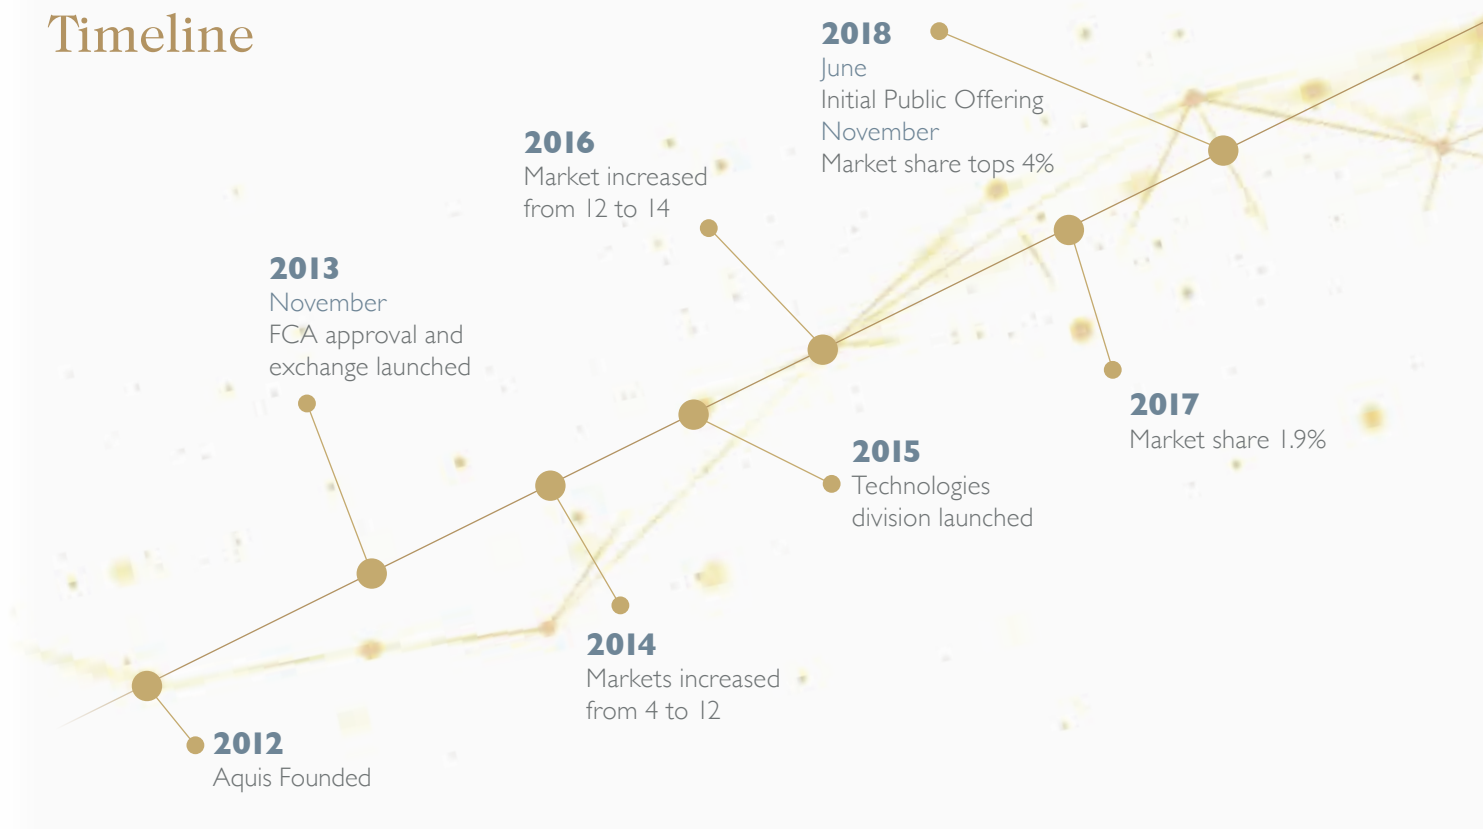 Timeline
2018
June
Initial Public Offering
November
Market share tops 4%
2016
Market increased
from 12 to 14
2013
November
FCA approval and
exchange launched
2017
Market share 1.9%
2015
Technologies
division launched
2014
Markets increased
from 4 to 12
2012
Aquis Founded